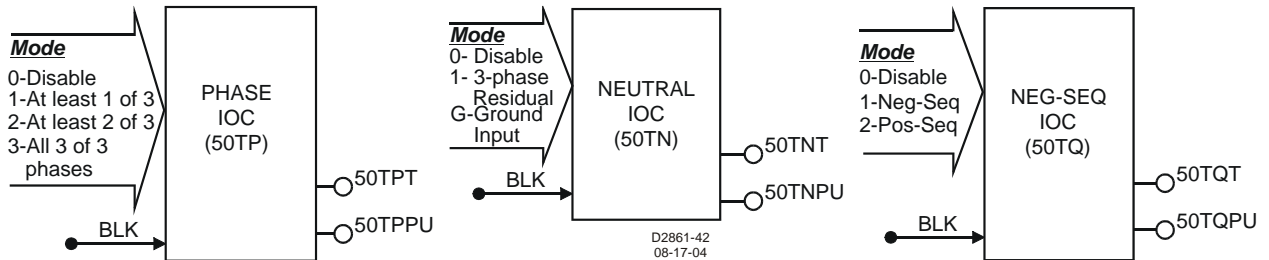 Mode
0-Disable
1-At least 1 of 3
2-At least 2 of 3
3-All 3 of 3
phases
BLK
PHASE
IOC
(50TP)
50TPT
50TPPU
Mode
0- Disable
1- 3-phase
Residual
G-Ground
Input
BLK
NEUTRAL
IOC
(50TN)
50TNT
50TNPU
D2861-42
08-17-04
Mode
0-Disable
1-Neg-Seq
2-Pos-Seq
BLK
NEG-SEQ
IOC
(50TQ)
50TQT
50TQPU